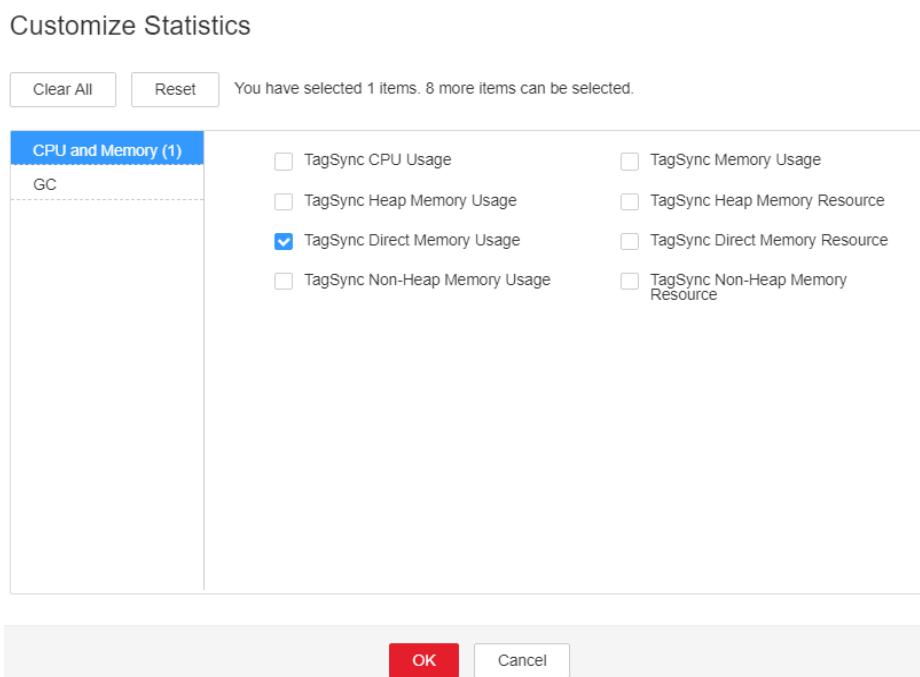 Customize Statistics
Clear All
Reset
You have selected 1 items. 8 more items can be selected.
CPU and Memory (1)
GC
TagSync CPU Usage
TagSync Memory Usage
TagSync Heap Memory Usage
TagSync Heap Memory Resource
TagSync Direct Memory Usage
TagSync Direct Memory Resource
TagSync Non-Heap Memory Usage
TagSync Non-Heap Memory
Resource
OK
Cancel